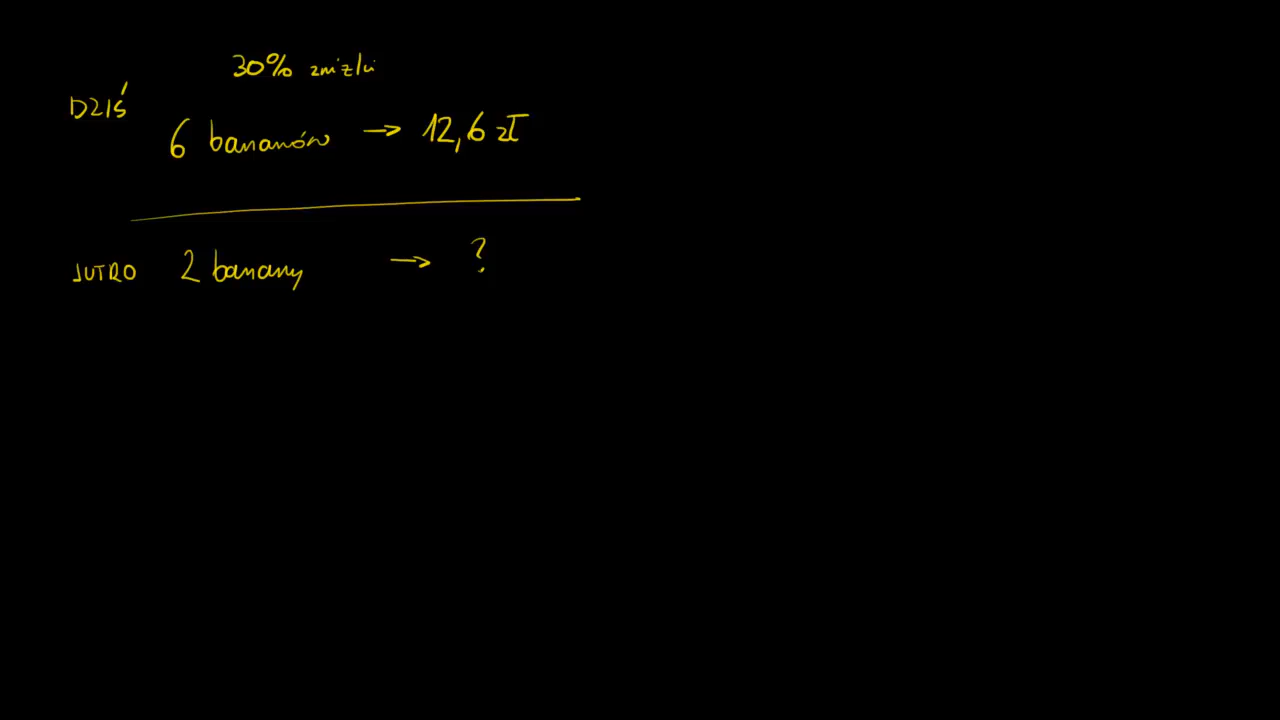 30% zniżki
DZIŚ
6 bananów → 12,6 zł
JUTRO 2 banany → ?